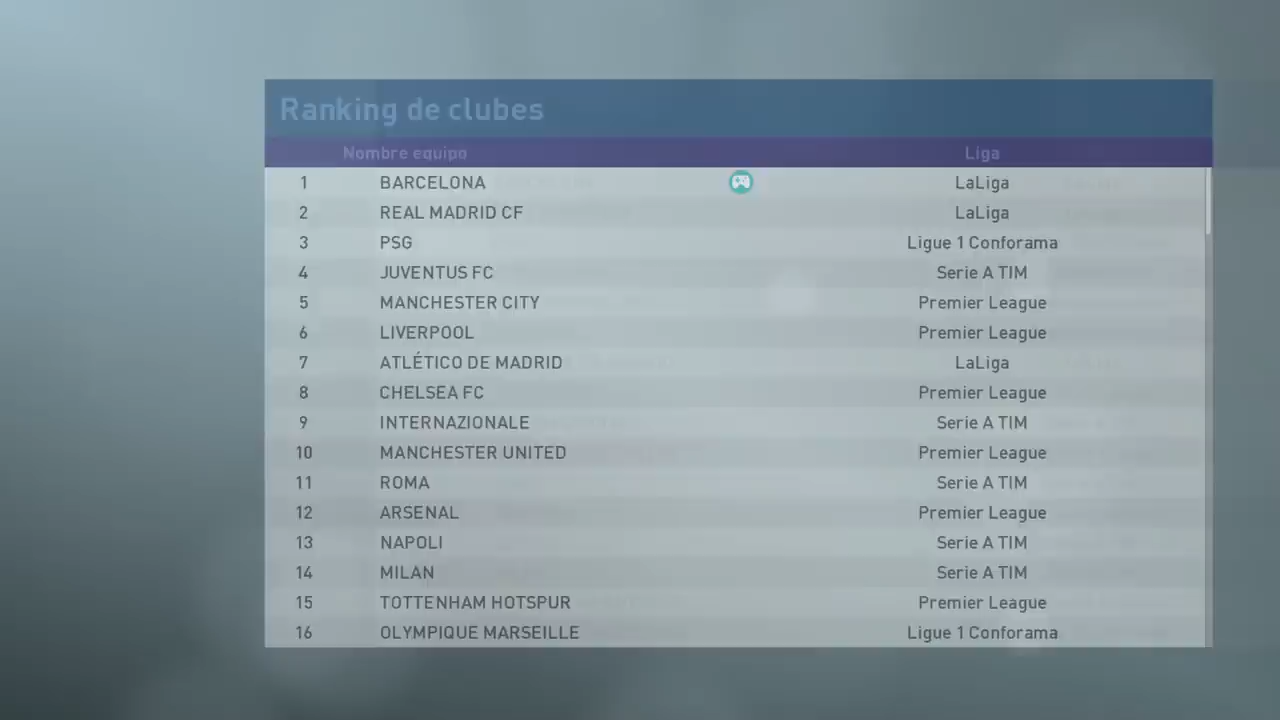 Ranking de clubes
Nombre equipo Liga
1 BARCELONA LaLiga
2 REAL MADRID CF LaLiga
3 PSG Ligue 1 Conforama
4 JUVENTUS FC Serie A TIM
5 MANCHESTER CITY Premier League
6 LIVERPOOL Premier League
7 ATLÉTICO DE MADRID LaLiga
8 CHELSEA FC Premier League
9 INTERNAZIONALE Serie A TIM
10 MANCHESTER UNITED Premier League
11 ROMA Serie A TIM
12 ARSENAL Premier League
13 NAPOLI Serie A TIM
14 MILAN Serie A TIM
15 TOTTENHAM HOTSPUR Premier League
16 OLYMPIQUE MARSEILLE Ligue 1 Conforama